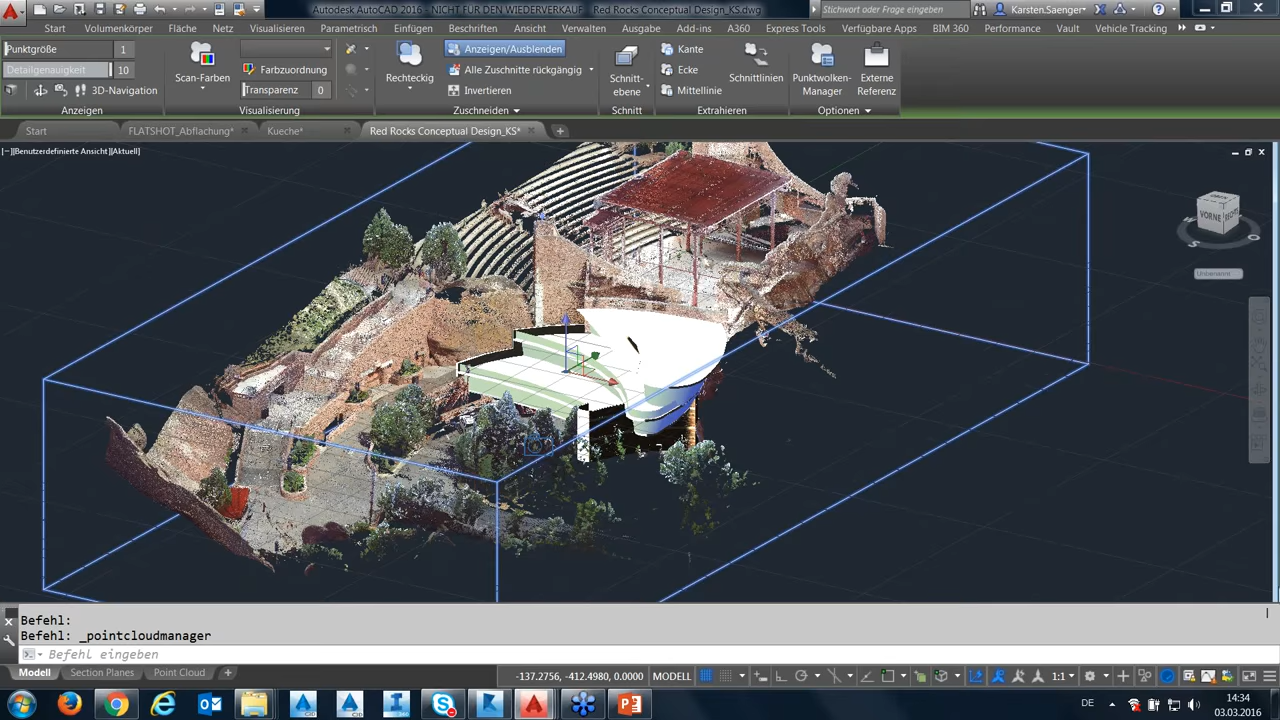 Autodesk AutoCAD 2016 - NICHT FÜR DEN WIEDERVERKAUF - Red Rocks Conceptual Design_KS.dwg
Stichwort oder Frage eingeben
Karsten.Saenger
Start Volumenkörper Fläche Netz Visualisieren Parametrisch Einfügen Beschriften Ansicht Verwalten Ausgabe Add-ins A360 Express Tools Verfügbare Apps BIM 360 Performance Vault Vehicle Tracking
Punktgröße 1
Detailgenauigkeit 10
3D-Navigation
Anzeigen
Scan-Farben
Farbzuordnung
Transparenz 0
Visualisierung
Rechteckig
Anzeigen/Ausblenden
Alle Zuschnitte rückgängig
Invertieren
Zuschneiden
Schnitt-
ebene
Schnitt
Kante
Ecke
Mittellinie
Schnittlinien
Extrahieren
Punktwolken-
Manager
Externe
Referenz
Optionen
Start FLATSHOT_Abflachung* Kueche* Red Rocks Conceptual Design_KS*
[−][Benutzerdefinierte Ansicht][Aktuell]
VORNE
S
O
Unbenannt
Befehl:
Befehl: _pointcloudmanager
Befehl eingeben
Modell Section Planes Point Cloud
-137.2756, -412.4980, 0.0000 MODELL 1:1
DE
14:34
03.03.2016